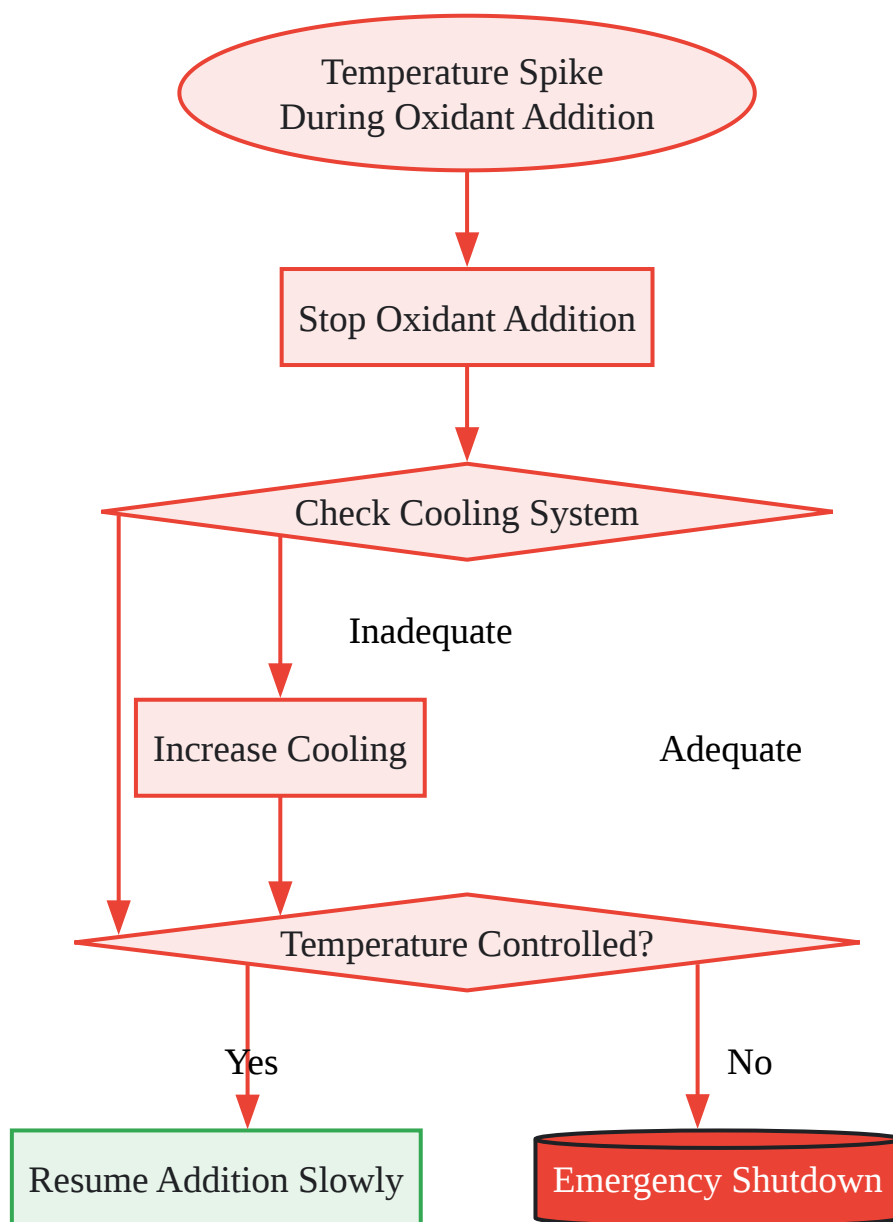 Temperature Spike
During Oxidant Addition
Stop Oxidant Addition
Check Cooling System
Inadequate
Increase Cooling
Adequate
Temperature Controlled?
Yes
No
Resume Addition Slowly
Emergency Shutdown